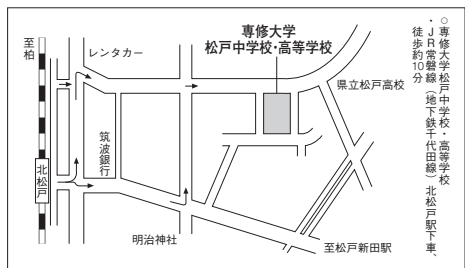 ○専修大学松戸中学校・高等学校
・JR常磐線(地下鉄千代田線)北松戸駅下車、
徒歩約10分
専修大学
松戸中学校・高等学校
至柏
レンタカー
県立松戸高校
筑波銀行
北松戸
明治神社
至松戸新田駅